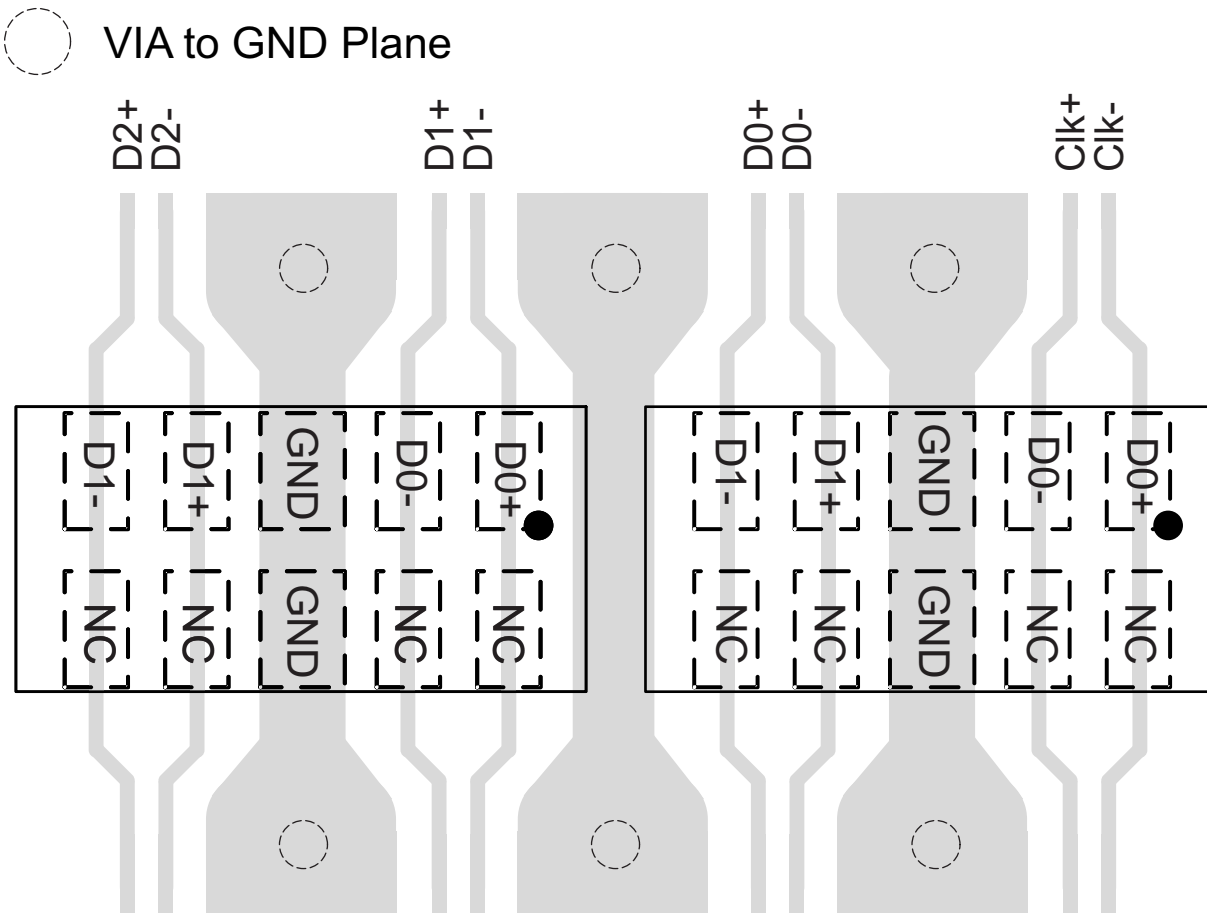 VIA to GND Plane
D2+
D2-
D1+
D1-
D0+
D0-
Clk+
Clk-
D1-
D1+
GND
D0-
D0+
D1-
D1+
GND
D0-
D0+
NC
NC
GND
NC
NC
NC
NC
GND
NC
NC